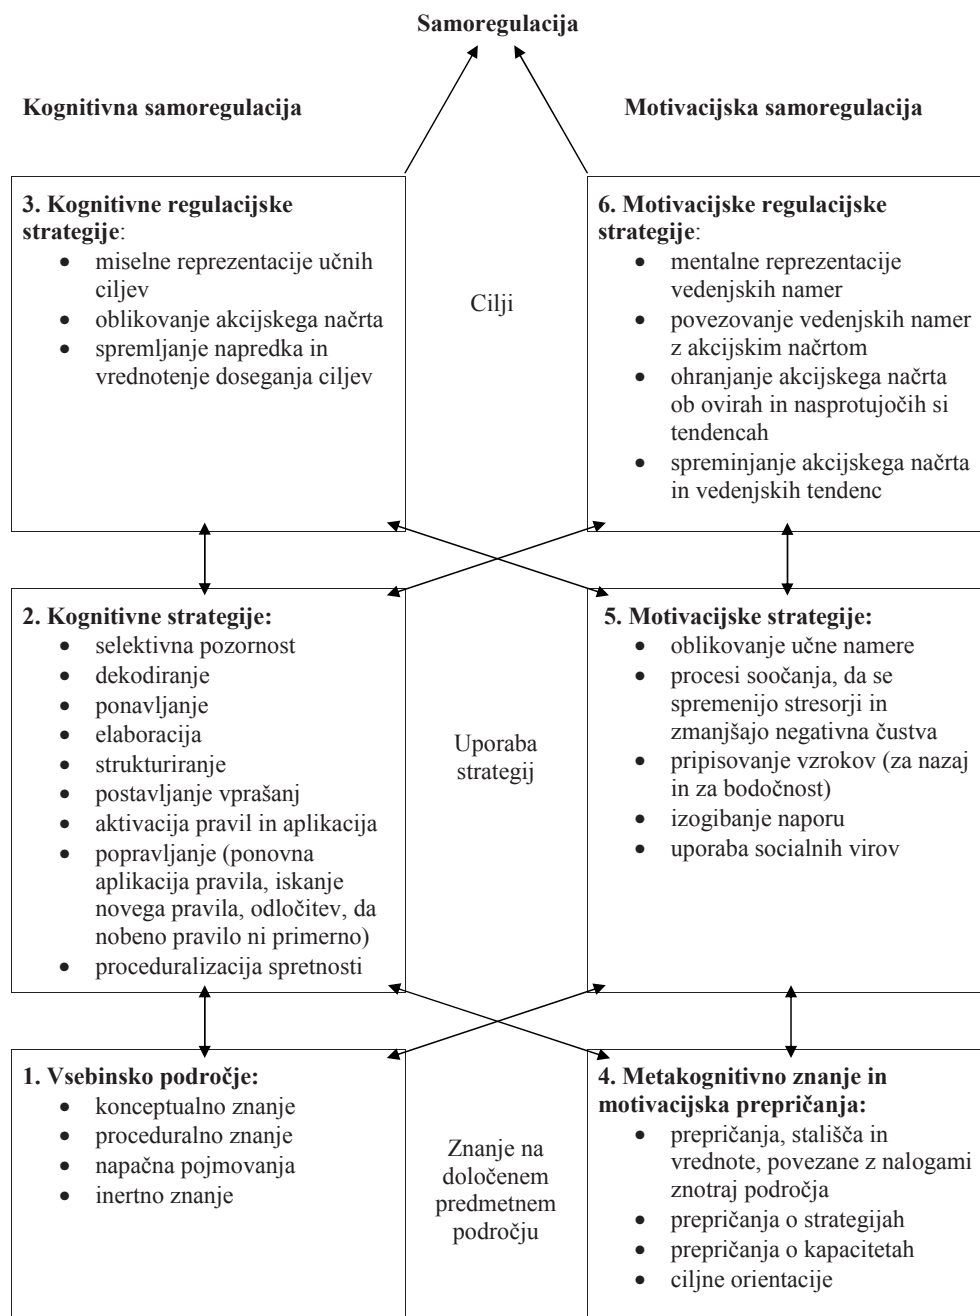 Samoregulacija
Kognitivna samoregulacija
Motivacijska samoregulacija
3. Kognitivne regulacijske
strategije:
• miselne reprezentacije učnih
ciljev
• oblikovanje akcijskega načrta
• spremljanje napredka in
vrednotenje doseganja ciljev
Cilji
6. Motivacijske regulacijske
strategije:
• mentalne reprezentacije
vedenjskih namer
• povezovanje vedenjskih namer
z akcijskim načrtom
• ohranjanje akcijskega načrta
ob ovirah in nasprotujočih si
tendencah
• spreminjanje akcijskega načrta
in vedenjskih tendenc
2. Kognitivne strategije:
• selektivna pozornost
• dekodiranje
• ponavljanje
• elaboracija
• strukturiranje
• postavljanje vprašanj
• aktivacija pravil in aplikacija
• popravljanje (ponovna
aplikacija pravila, iskanje
novega pravila, odločitev, da
nobeno pravilo ni primerno)
• proceduralizacija spretnosti
Uporaba
strategij
5. Motivacijske strategije:
• oblikovanje učne namere
• procesi soočanja, da se
spremenijo stresorji in
zmanjšajo negativna čustva
• pripisovanje vzrokov (za nazaj
in za bodočnost)
• izogibanje naporu
• uporaba socialnih virov
1. Vsebinsko področje:
• konceptualno znanje
• proceduralno znanje
• napačna pojmovanja
• inertno znanje
Znanje na
določenem
predmetnem
področju
4. Metakognitivno znanje in
motivacijska prepričanja:
• prepričanja, stališča in
vrednote, povezane z nalogami
znotraj področja
• prepričanja o strategijah
• prepričanja o kapacitetah
• ciljne orientacije